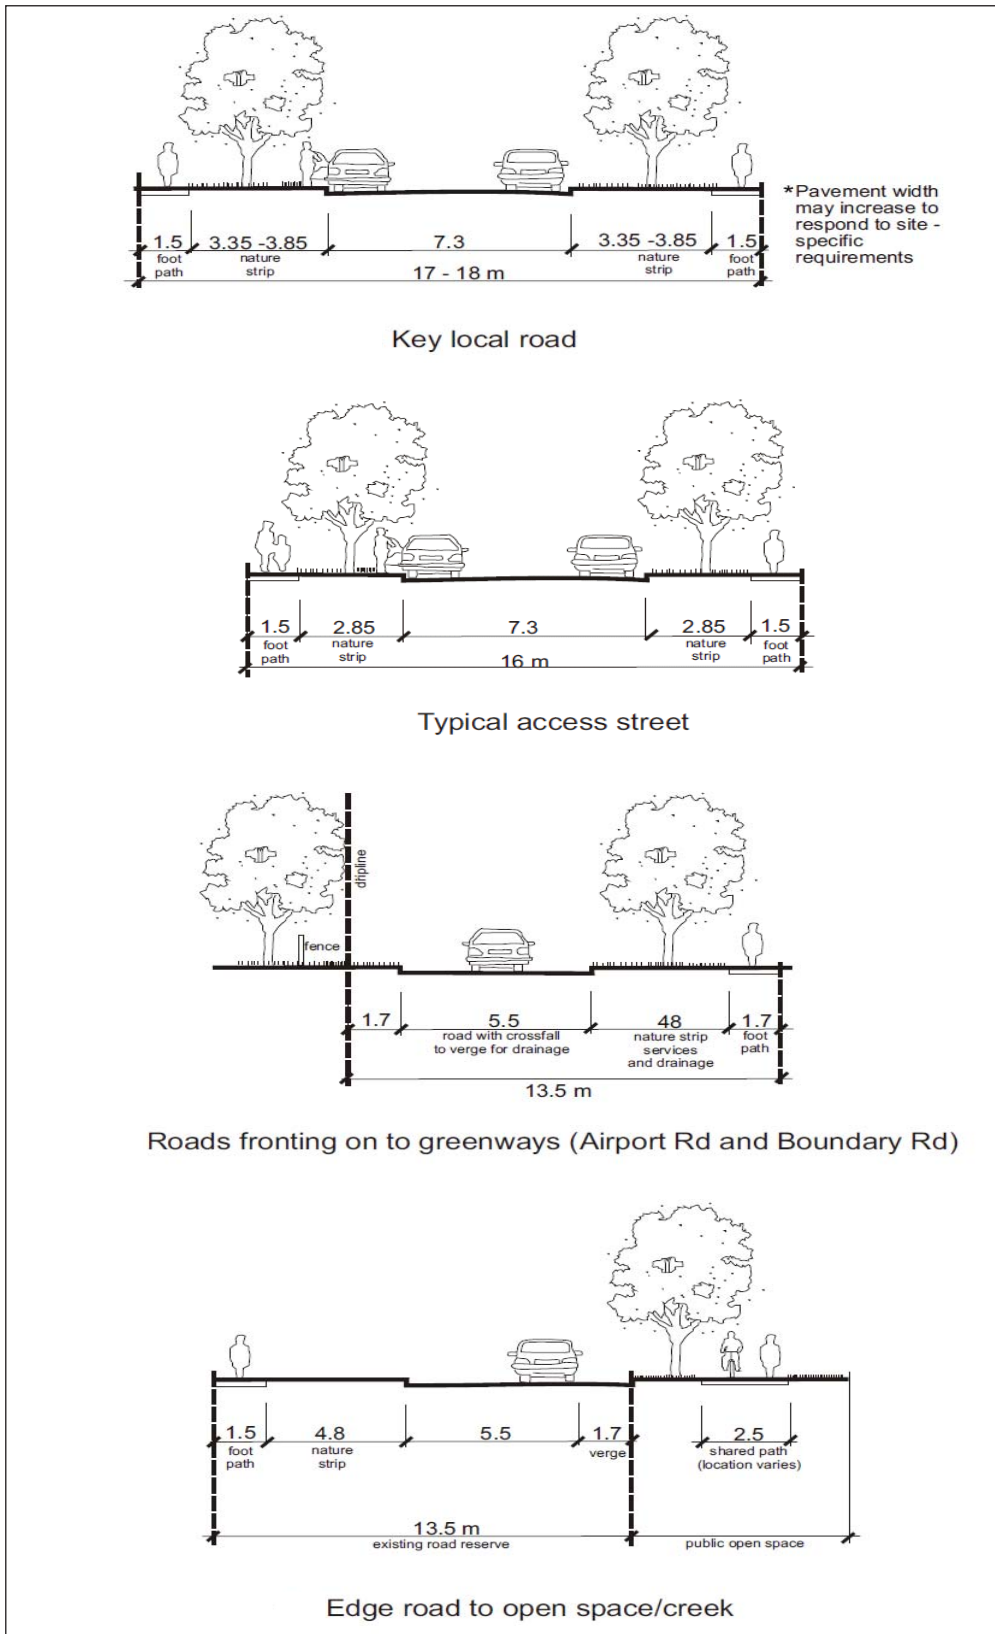 *Pavement width
may increase to
respond to site -
specific
requirements
1.5 3.35 -3.85 7.3 3.35 -3.85 1.5
foot nature nature foot
path strip strip path
17 - 18 m
Key local road
1.5 2.85 7.3 2.85 1.5
foot nature nature foot
path strip strip path
16 m
Typical access street
dripline
fence
1.7 5.5 48 1.7
road with crossfall nature strip foot
to verge for drainage services path
and drainage
13.5 m
Roads fronting on to greenways (Airport Rd and Boundary Rd)
1.5 4.8 5.5 1.7 2.5
foot nature verge shared path
path strip (location varies)
13.5 m
existing road reserve public open space
Edge road to open space/creek